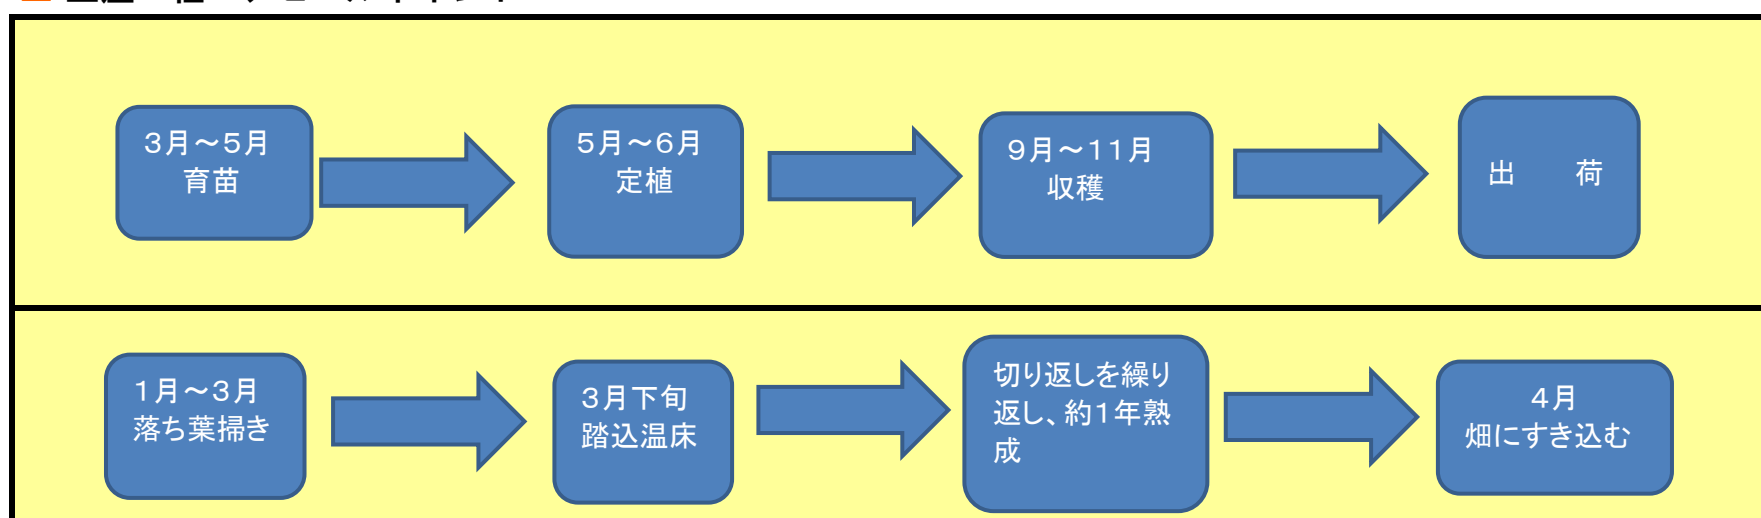 3月~5月
育苗
5月~6月
定植
9月~11月
収穫
出　荷
1月~3月
落ち葉掃き
3月下旬
踏込温床
切り返しを繰り
返し、約1年熟
成
4月
畑にすき込む